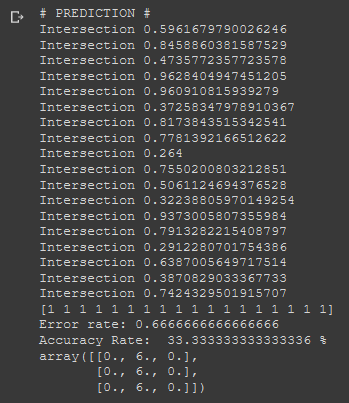 # PREDICTION #
Intersection 0.5961679790026246
Intersection 0.8458860381587529
Intersection 0.4735772357723578
Intersection 0.9628404947451205
Intersection 0.960910815939279
Intersection 0.37258347978910367
Intersection 0.8173843515342541
Intersection 0.7781392166512622
Intersection 0.264
Intersection 0.7550200803212851
Intersection 0.5061124694376528
Intersection 0.32238805970149254
Intersection 0.9373005807355984
Intersection 0.7913282215408797
Intersection 0.2912280701754386
Intersection 0.6387005649717514
Intersection 0.3870829033367733
Intersection 0.7424329501915707
[1 1 1 1 1 1 1 1 1 1 1 1 1 1 1 1 1 1]
Error rate: 0.6666666666666666
Accuracy Rate:  33.333333333333336 %
array([[0., 6., 0.],
       [0., 6., 0.],
       [0., 6., 0.]])